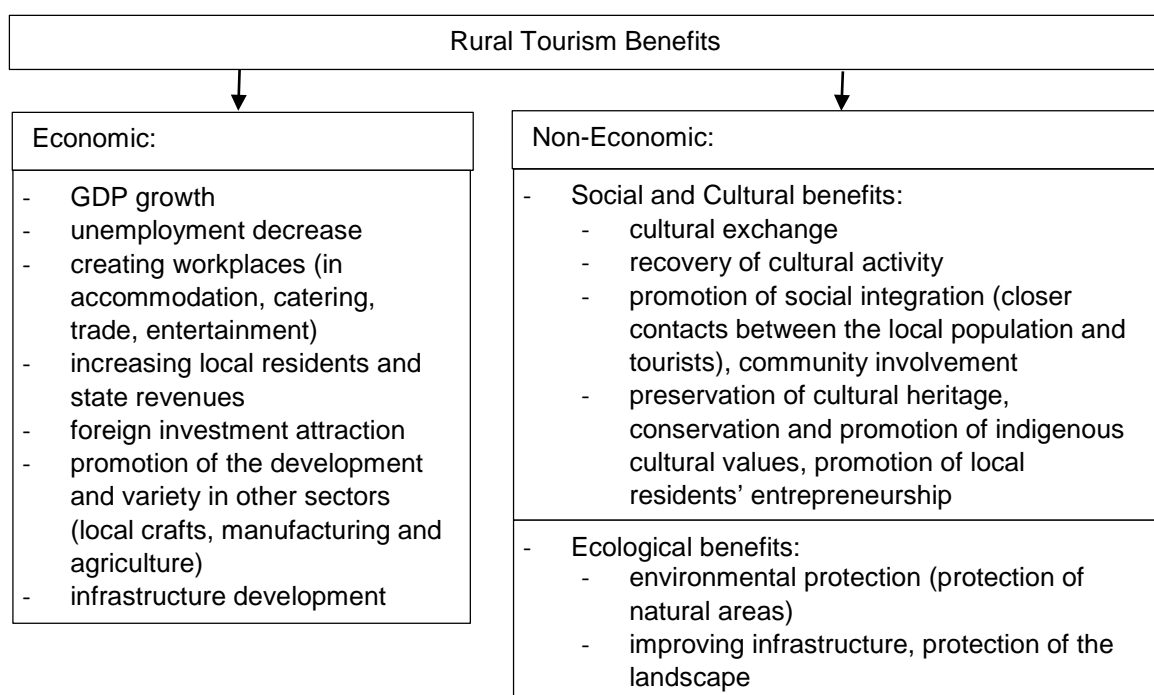 Rural Tourism Benefits
Economic:
- GDP growth
- unemployment decrease
- creating workplaces (in
accommodation, catering,
trade, entertainment)
- increasing local residents and
state revenues
- foreign investment attraction
- promotion of the development
and variety in other sectors
(local crafts, manufacturing and
agriculture)
- infrastructure development
Non-Economic:
- Social and Cultural benefits:
- cultural exchange
- recovery of cultural activity
- promotion of social integration (closer
contacts between the local population and
tourists), community involvement
- preservation of cultural heritage,
conservation and promotion of indigenous
cultural values, promotion of local
residents’ entrepreneurship
- Ecological benefits:
- environmental protection (protection of
natural areas)
- improving infrastructure, protection of the
landscape